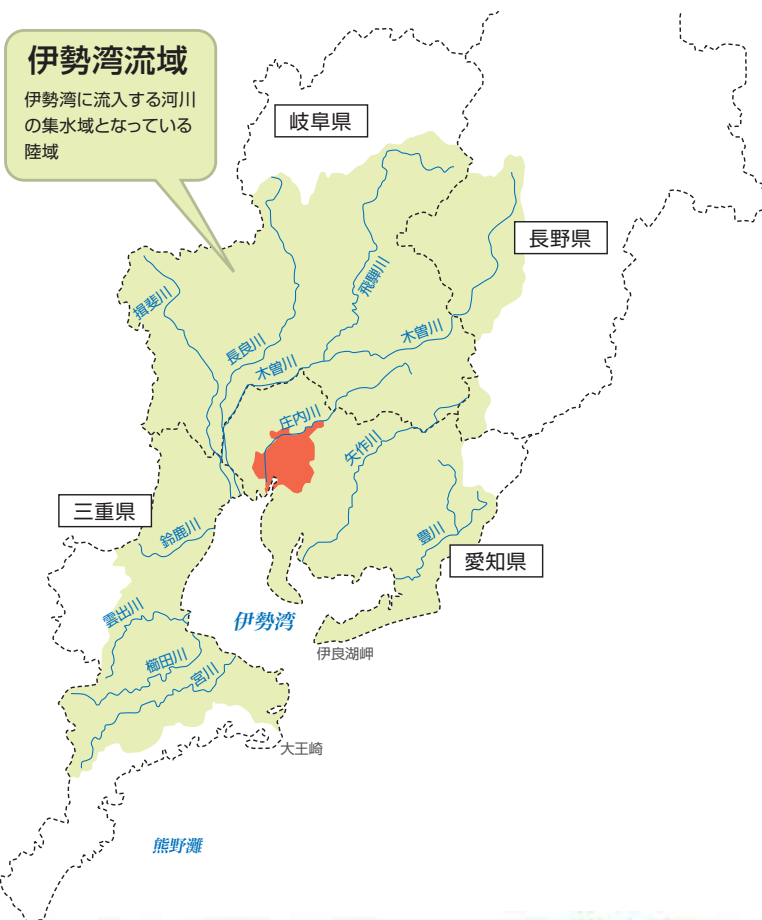 伊勢湾流域
伊勢湾に流入する河川
の集水域となっている
陸域
岐阜県
長野県
揖斐川
長良川
飛騨川
木曽川
木曽川
庄内川
矢作川
三重県
鈴鹿川
豊川
愛知県
雲出川
伊勢湾
伊良湖岬
櫛田川
宮川
大王崎
熊野灘